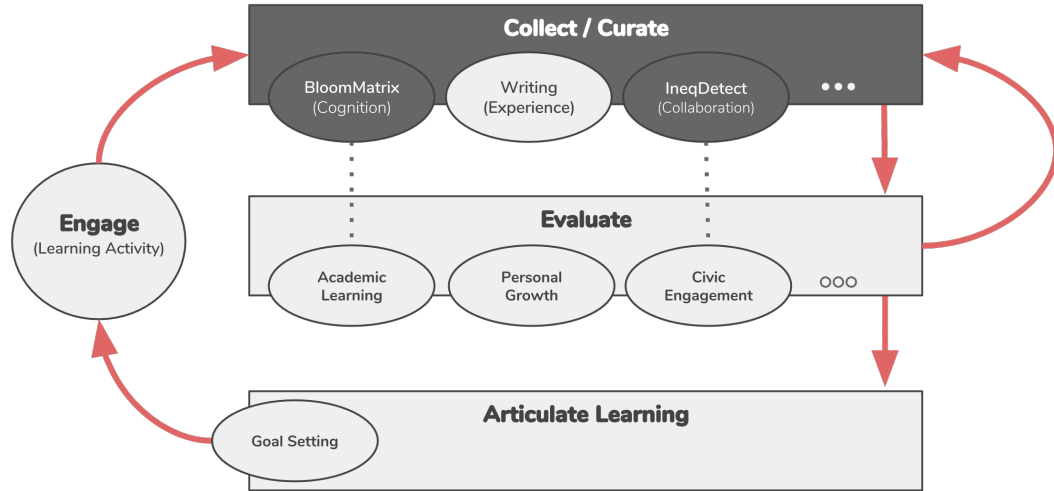 Collect / Curate
BloomMatrix
(Cognition)
Writing
(Experience)
IneqDetect
(Collaboration)
Engage
(Learning Activity)
Evaluate
Academic
Learning
Personal
Growth
Civic
Engagement
Articulate Learning
Goal Setting